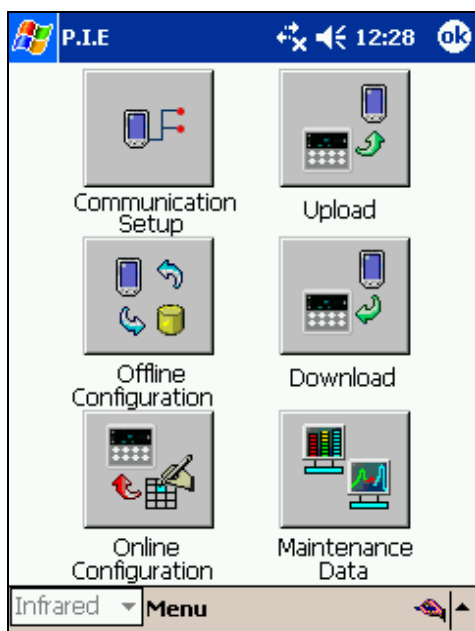 P.I.E 12:28 ok
Communication
Setup
Upload
Offline
Configuration
Download
Online
Configuration
Maintenance
Data
Infrared Menu